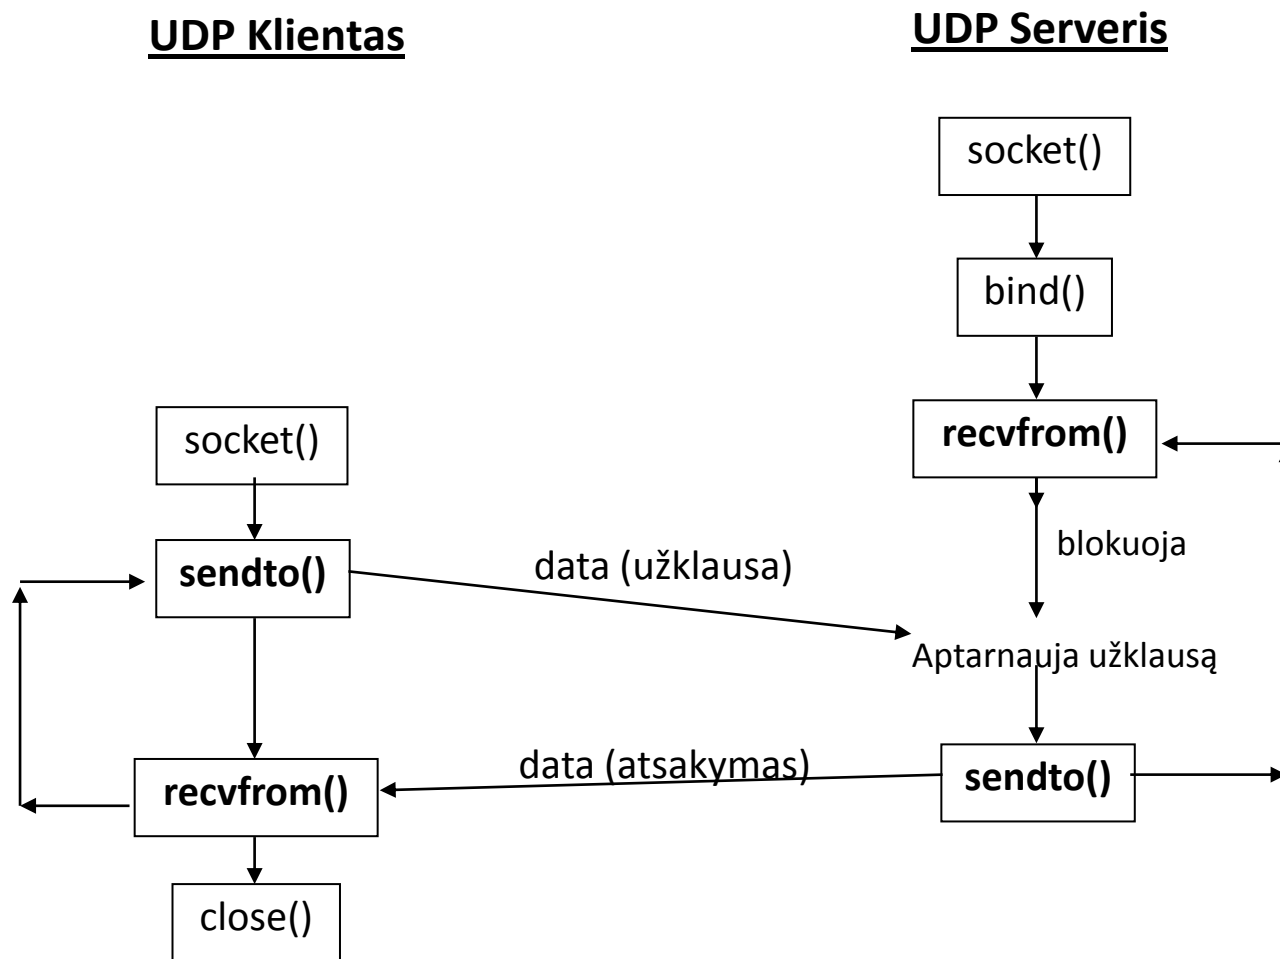 UDP Klientas
UDP Serveris
socket()
bind()
recvfrom()
blokuoja
socket()
sendto()
data (užklausa)
Aptarnauja užklausą
recvfrom()
data (atsakymas)
sendto()
close()